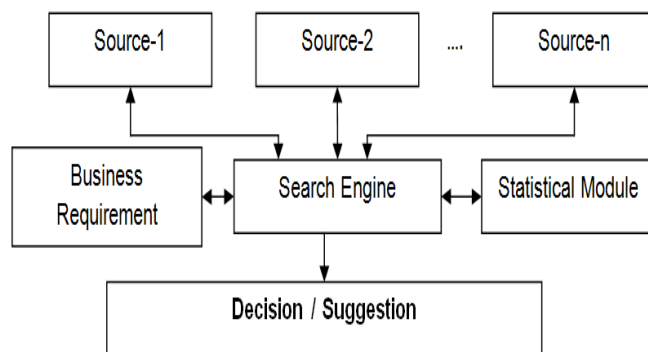 Source-1
Source-2
....
Source-n
Business
Requirement
Search Engine
Statistical Module
Decision / Suggestion